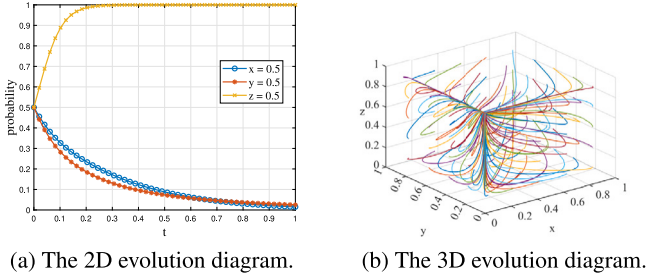 1
0.9
0.8
0.7
0.6
0.5
0.4
0.3
0.2
0.1
0
probability
0 0.1 0.2 0.3 0.4 0.5 0.6 0.7 0.8 0.9 1
t
x = 0.5
y = 0.5
z = 0.5
(a) The 2D evolution diagram.
1
0.8
0.6
0.4
0.2
0
z
1 0.8 0.6 0.4 0.2 0
y
0 0.2 0.4 0.6 0.8 1
x
(b) The 3D evolution diagram.